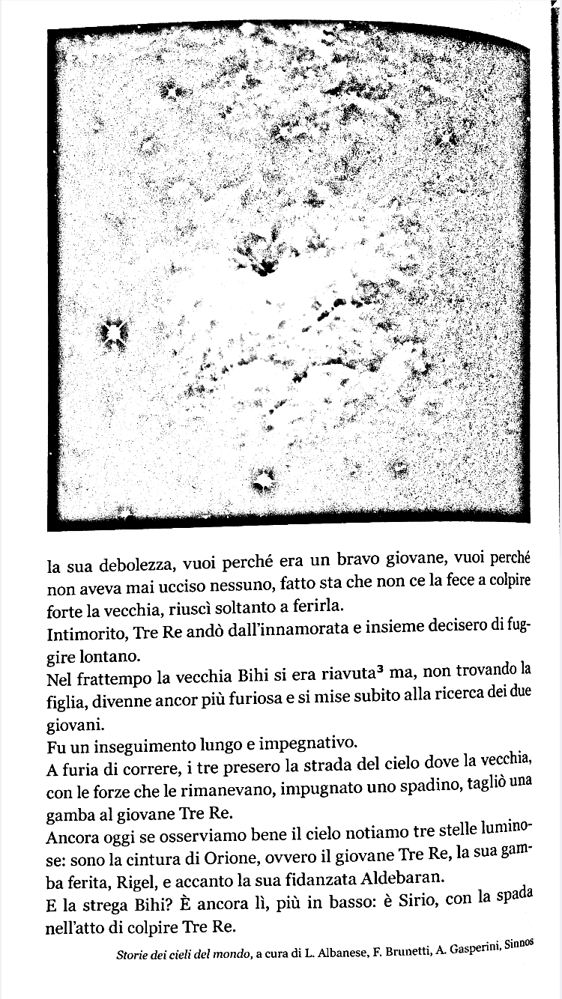 la sua debolezza, vuoi perché era un bravo giovane, vuoi perché
non aveva mai ucciso nessuno, fatto sta che non ce la fece a colpire
forte la vecchia, riuscì soltanto a ferirla.
Intimorito, Tre Re andò dall'innamorata e insieme decisero di fug-
gire lontano.
Nel frattempo la vecchia Bihi si era riavuta³ ma, non trovando la
figlia, divenne ancor più furiosa e si mise subito alla ricerca dei due
giovani.
Fu un inseguimento lungo e impegnativo.
A furia di correre, i tre presero la strada del cielo dove la vecchia,
con le forze che le rimanevano, impugnato uno spadino, tagliò una
gamba al giovane Tre Re.
Ancora oggi se osserviamo bene il cielo notiamo tre stelle lumino-
se: sono la cintura di Orione, ovvero il giovane Tre Re, la sua gam-
ba ferita, Rigel, e accanto la sua fidanzata Aldebaran.
E la strega Bihi? È ancora lì, più in basso: è Sirio, con la spada
nell'atto di colpire Tre Re.
Storie dei cieli del mondo, a cura di L. Albanese, F. Brunetti, A. Gasperini, Sinnos